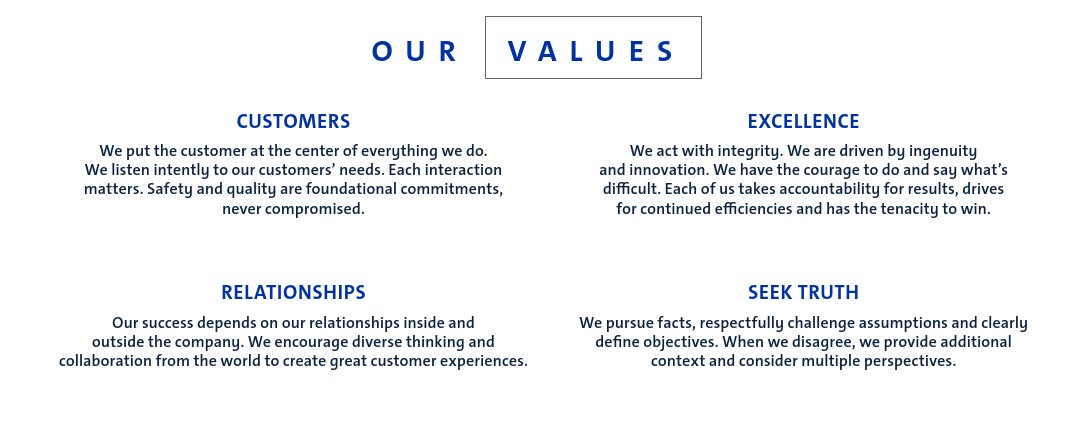 OUR VALUES
CUSTOMERS
We put the customer at the center of everything we do.
We listen intently to our customers’ needs. Each interaction
matters. Safety and quality are foundational commitments,
never compromised.
EXCELLENCE
We act with integrity. We are driven by ingenuity
and innovation. We have the courage to do and say what’s
difficult. Each of us takes accountability for results, drives
for continued efficiencies and has the tenacity to win.
RELATIONSHIPS
Our success depends on our relationships inside and
outside the company. We encourage diverse thinking and
collaboration from the world to create great customer experiences.
SEEK TRUTH
We pursue facts, respectfully challenge assumptions and clearly
define objectives. When we disagree, we provide additional
context and consider multiple perspectives.